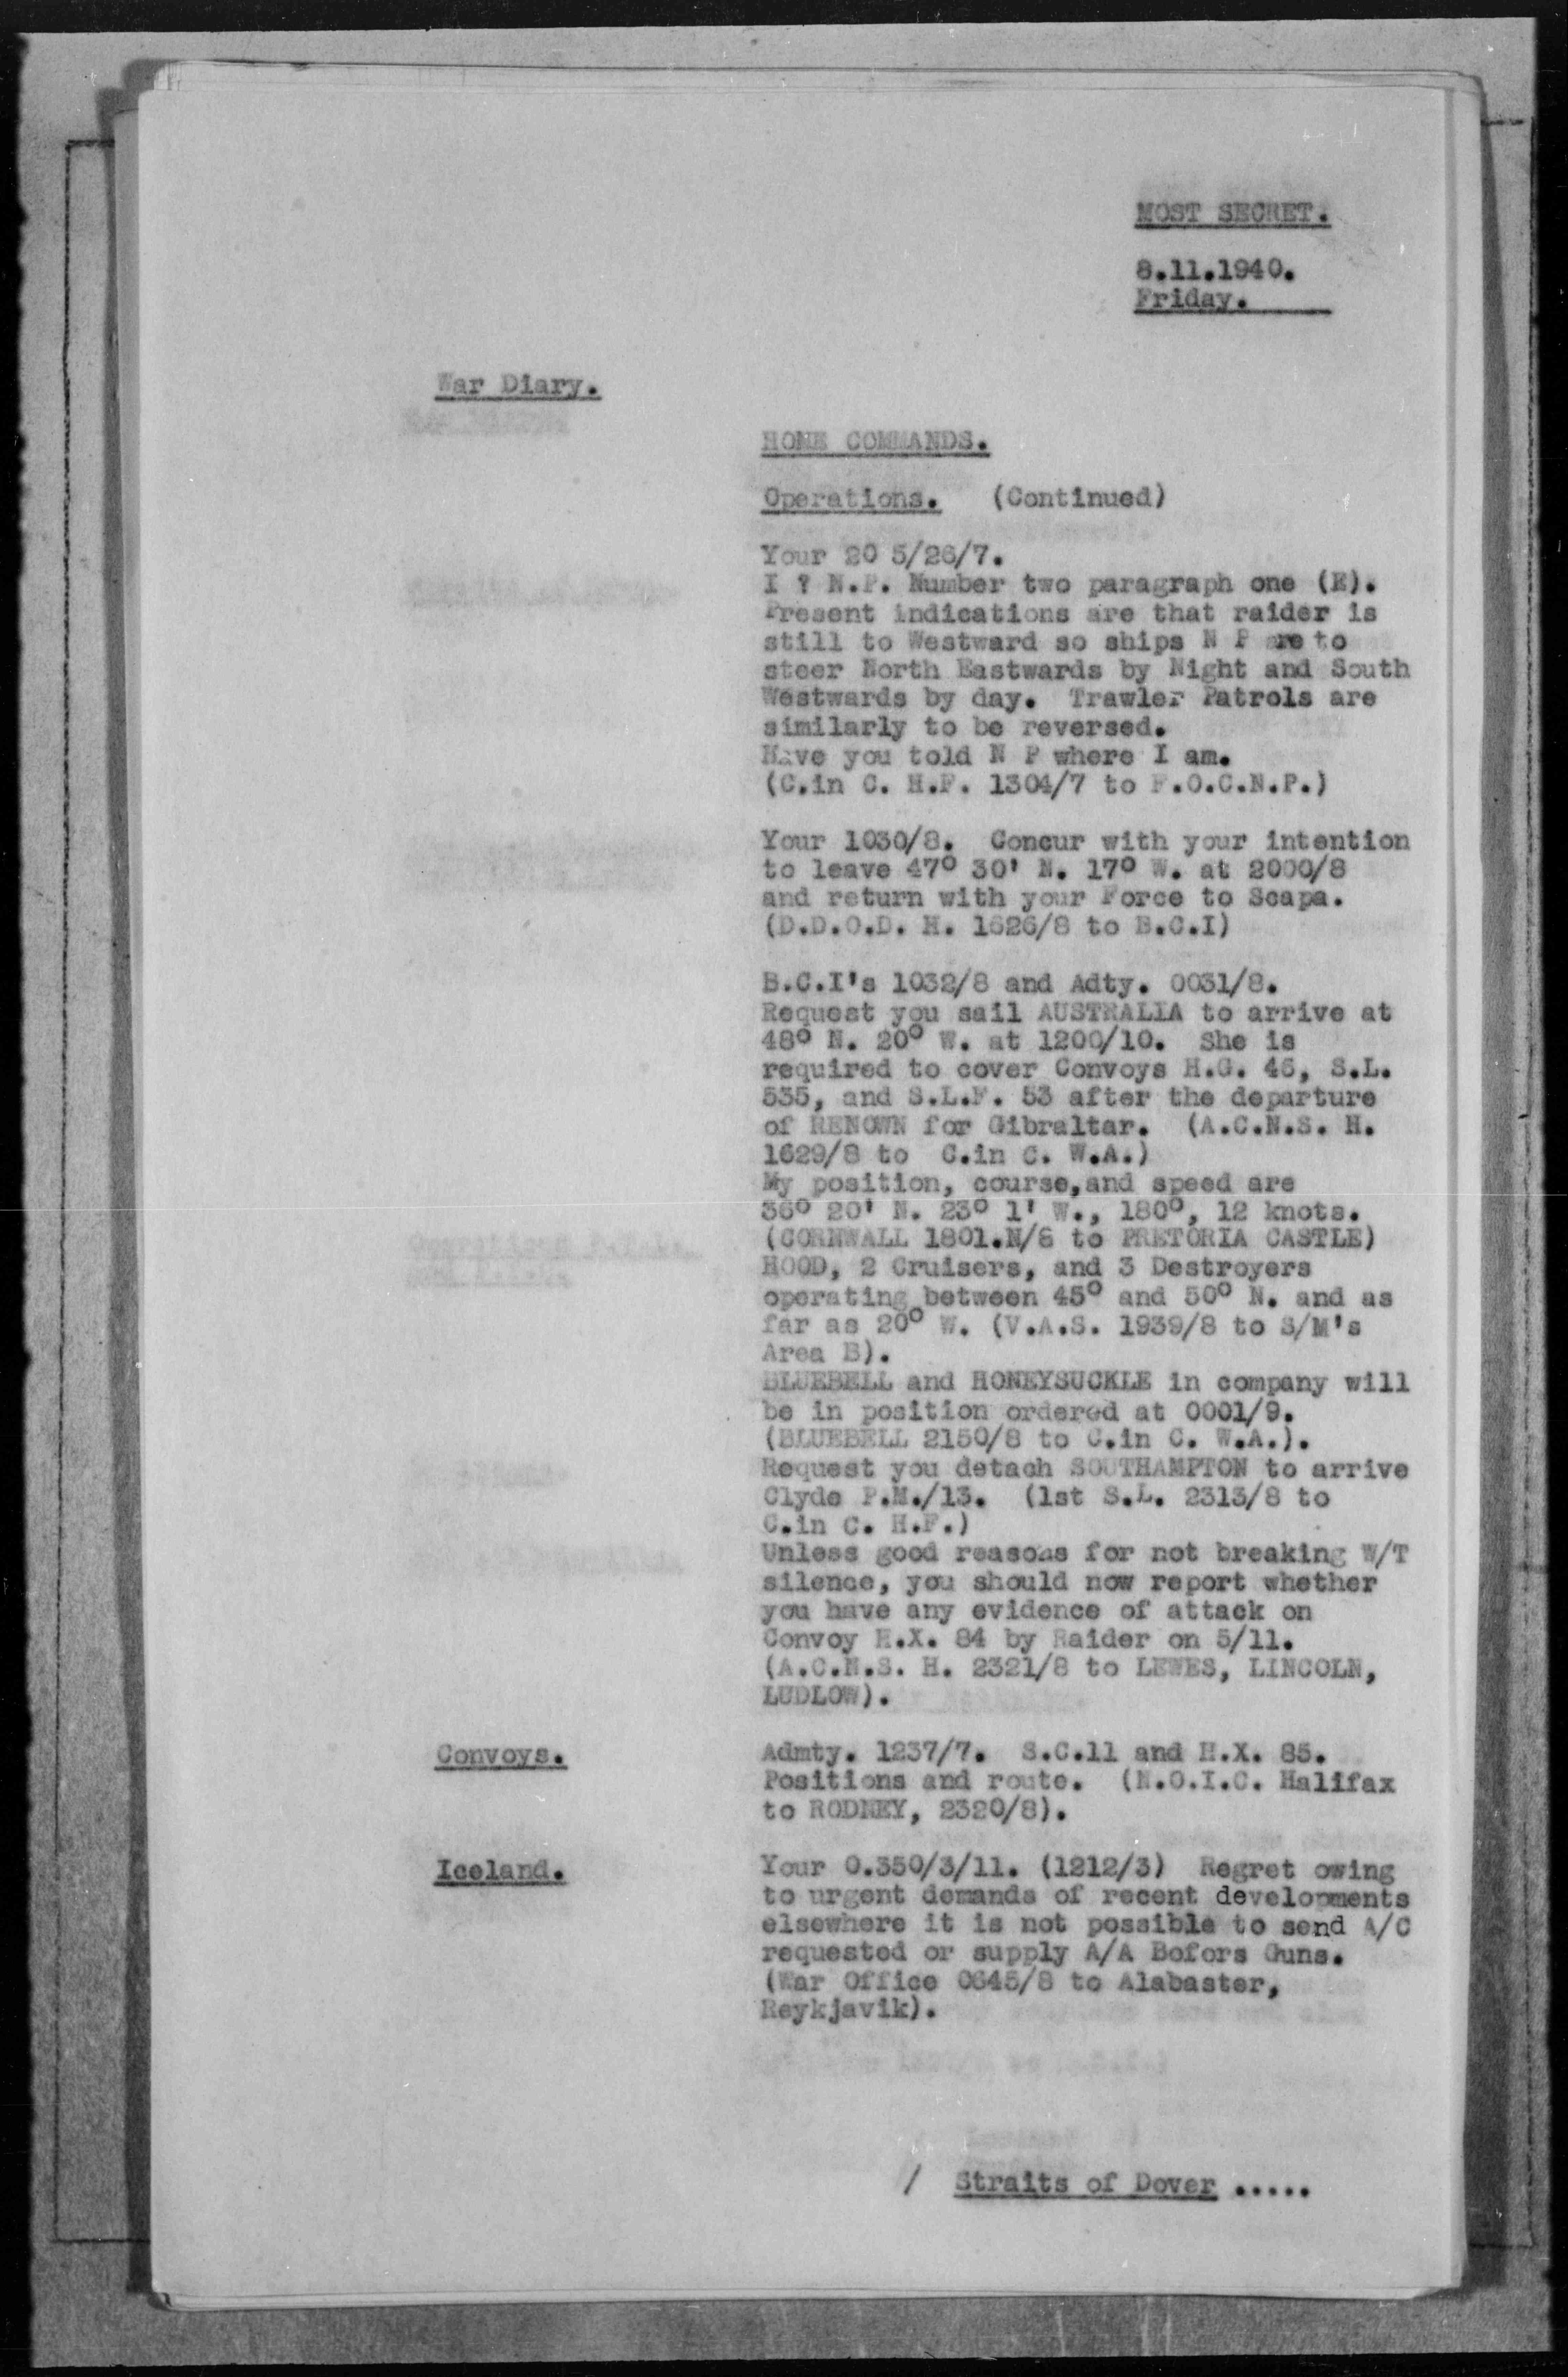 MOST SECRET.
8.11.1940.
Friday.
War Diary.
HOME COMMANDS.
Operations. (Continued)
Your 20 5/26/7.
I ? N.P. Number two paragraph one (E).
Present indications are that raider is
still to Westward so ships N P are to
steer North Eastwards by Night and South
Westwards by day. Trawler Patrols are
similarly to be reversed.
Have you told N P where I am.
(C.in C. H.F. 1304/7 to F.O.C.N.P.)
Your 1030/8. Concur with your intention
to leave 47° 30' N. 17° W. at 2000/8
and return with your Force to Scapa.
(D.D.O.D. H. 1626/8 to B.C.I)
B.C.I's 1032/8 and Adty. 0031/8.
Request you sail AUSTRALIA to arrive at
48° N. 20° W. at 1200/10. She is
required to cover Convoys H.G. 46, S.L.
535, and S.L.F. 53 after the departure
of RENOWN for Gibraltar. (A.C.N.S. H.
1629/8 to C.in C. W.A.)
My position, course,and speed are
36° 20' N. 23° 1' W., 180°, 12 knots.
(CORNWALL 1801.N/8 to PRETORIA CASTLE)
HOOD, 2 Cruisers, and 3 Destroyers
operating between 45° and 50° N. and as
far as 20° W. (V.A.S. 1939/8 to S/M's
Area B).
BLUEBELL and HONEYSUCKLE in company will
be in position ordered at 0001/9.
(BLUEBELL 2150/8 to C.in C. W.A.).
Request you detach SOUTHAMPTON to arrive
Clyde P.M./13. (1st S.L. 2313/8 to
C.in C. H.F.)
Unless good reasons for not breaking W/T
silence, you should now report whether
you have any evidence of attack on
Convoy H.X. 84 by Raider on 5/11.
(A.C.N.S. H. 2321/8 to LEWES, LINCOLN,
LUDLOW).
Convoys.
Admty. 1237/7. S.C.11 and H.X. 85.
Positions and route. (N.O.I.C. Halifax
to RODNEY, 2320/8).
Iceland.
Your 0.350/3/11. (1212/3) Regret owing
to urgent demands of recent developments
elsewhere it is not possible to send A/C
requested or supply A/A Bofors Guns.
(War Office 0645/8 to Alabaster,
Reykjavik).
/ Straits of Dover .....